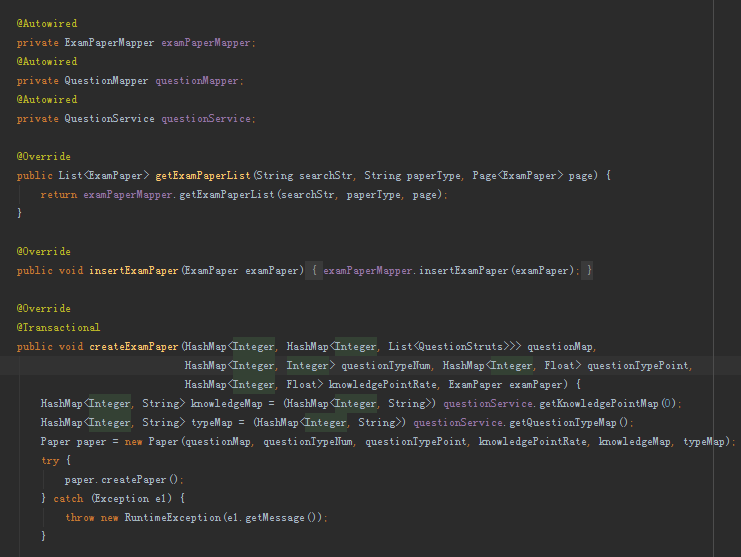 @Autowired
private ExamPaperMapper examPaperMapper;
@Autowired
private QuestionMapper questionMapper;
@Autowired
private QuestionService questionService;
@Override
public List<ExamPaper> getExamPaperList(String searchStr, String paperType, Page<ExamPaper> page) {
return examPaperMapper.getExamPaperList(searchStr, paperType, page);
}
@Override
public void insertExamPaper(ExamPaper examPaper) { examPaperMapper.insertExamPaper(examPaper); }
@Override
@Transactional
public void createExamPaper(HashMap<Integer, HashMap<Integer, List<QuestionStruts>>> questionMap,
HashMap<Integer, Integer> questionTypeNum, HashMap<Integer, Float> questionTypePoint,
HashMap<Integer, Float> knowledgePointRate, ExamPaper examPaper) {
HashMap<Integer, String> knowledgeMap = (HashMap<Integer, String>) questionService.getKnowledgePointMap(0);
HashMap<Integer, String> typeMap = (HashMap<Integer, String>) questionService.getQuestionTypeMap();
Paper paper = new Paper(questionMap, questionTypeNum, questionTypePoint, knowledgePointRate, knowledgeMap, typeMap);
try {
paper.createPaper();
} catch (Exception e1) {
throw new RuntimeException(e1.getMessage());
}